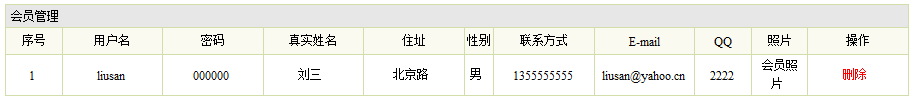 会员管理
序号 用户名 密码 真实姓名 住址 性别 联系方式 E-mail QQ 照片 操作
1 liusan 000000 刘三 北京路 男 1355555555 liusan@yahoo.cn 2222 会员照片 删除